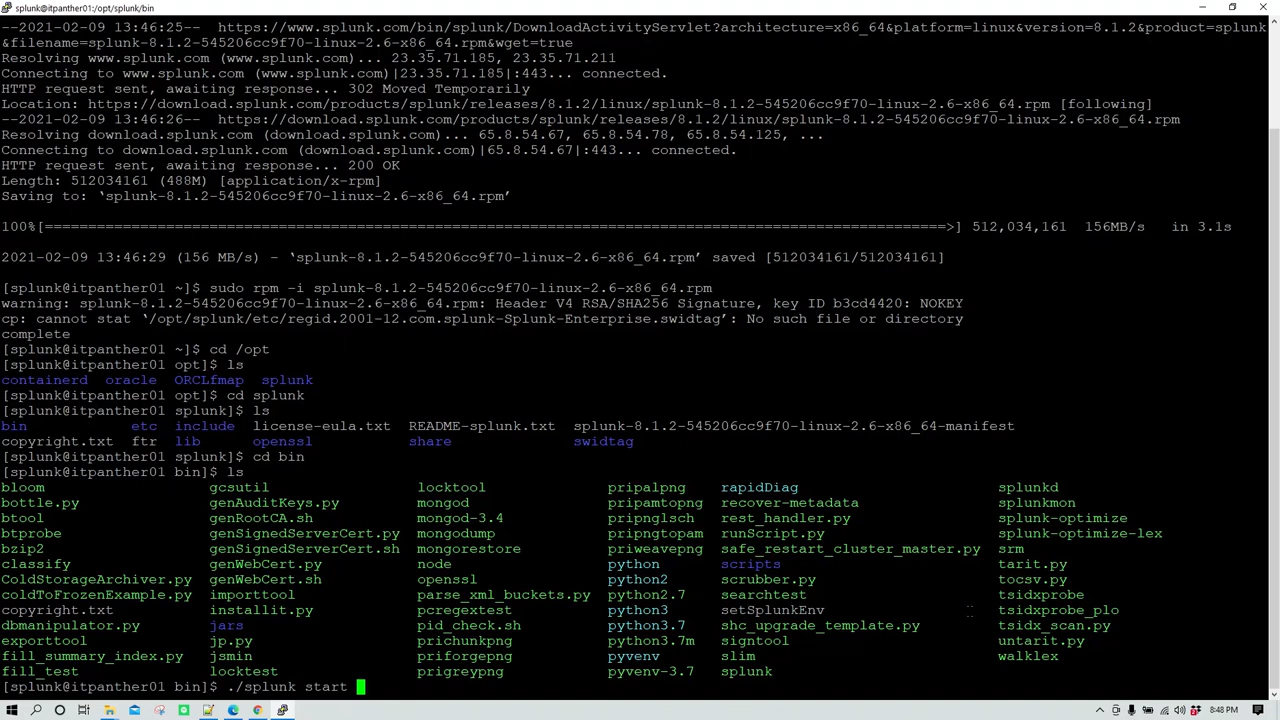 splunk@itpanther01:/opt/splunk/bin
--2021-02-09 13:46:25-- https://www.splunk.com/bin/splunk/DownloadActivityServlet?architecture=x86_64&platform=linux&version=8.1.2&product=splunk
&filename=splunk-8.1.2-545206cc9f70-linux-2.6-x86_64.rpm&wget=true
Resolving www.splunk.com (www.splunk.com)... 23.35.71.185, 23.35.71.211
Connecting to www.splunk.com (www.splunk.com)|23.35.71.185|:443... connected.
HTTP request sent, awaiting response... 302 Moved Temporarily
Location: https://download.splunk.com/products/splunk/releases/8.1.2/linux/splunk-8.1.2-545206cc9f70-linux-2.6-x86_64.rpm [following]
--2021-02-09 13:46:26-- https://download.splunk.com/products/splunk/releases/8.1.2/linux/splunk-8.1.2-545206cc9f70-linux-2.6-x86_64.rpm
Resolving download.splunk.com (download.splunk.com)... 65.8.54.67, 65.8.54.78, 65.8.54.125, ...
Connecting to download.splunk.com (download.splunk.com)|65.8.54.67|:443... connected.
HTTP request sent, awaiting response... 200 OK
Length: 512034161 (488M) [application/x-rpm]
Saving to: ‘splunk-8.1.2-545206cc9f70-linux-2.6-x86_64.rpm’
100%[=========================================================================================================>] 512,034,161 156MB/s in 3.1s
2021-02-09 13:46:29 (156 MB/s) - ‘splunk-8.1.2-545206cc9f70-linux-2.6-x86_64.rpm’ saved [512034161/512034161]
[splunk@itpanther01 ~]$ sudo rpm -i splunk-8.1.2-545206cc9f70-linux-2.6-x86_64.rpm
warning: splunk-8.1.2-545206cc9f70-linux-2.6-x86_64.rpm: Header V4 RSA/SHA256 Signature, key ID b3cd4420: NOKEY
cp: cannot stat ‘/opt/splunk/etc/regid.2001-12.com.splunk-Splunk-Enterprise.swidtag’: No such file or directory
complete
[splunk@itpanther01 ~]$ cd /opt
[splunk@itpanther01 opt]$ ls
containerd oracle ORCLfmap splunk
[splunk@itpanther01 opt]$ cd splunk
[splunk@itpanther01 splunk]$ ls
bin etc include license-eula.txt README-splunk.txt splunk-8.1.2-545206cc9f70-linux-2.6-x86_64-manifest
copyright.txt ftr lib openssl share swidtag
[splunk@itpanther01 splunk]$ cd bin
[splunk@itpanther01 bin]$ ls
bloom gcsutil locktool pripalpng rapidDiag splunkd
bottle.py genAuditKeys.py mongod pripamtopng recover-metadata splunkmon
btool genRootCA.sh mongod-3.4 pripnglsch rest_handler.py splunk-optimize
btprobe genSignedServerCert.py mongodump pripngtopam runScript.py splunk-optimize-lex
bzip2 genSignedServerCert.sh mongorestore priweavepng safe_restart_cluster_master.py srm
classify genWebCert.py node python scripts tarit.py
ColdStorageArchiver.py genWebCert.sh openssl python2 scrubber.py tocsv.py
coldToFrozenExample.py importtool parse_xml_buckets.py python2.7 searchtest tsidxprobe
copyright.txt installit.py pcregextest python3 setSplunkEnv tsidxprobe_plo
dbmanipulator.py jars pid_check.sh python3.7 shc_upgrade_template.py tsidx_scan.py
exporttool jp.py prichunkpng python3.7m signtool untarit.py
fill_summary_index.py jsmin priforgepng pyvenv slim walklex
fill_test locktest prigreypng pyvenv-3.7 splunk
[splunk@itpanther01 bin]$ ./splunk start
8:48 PM